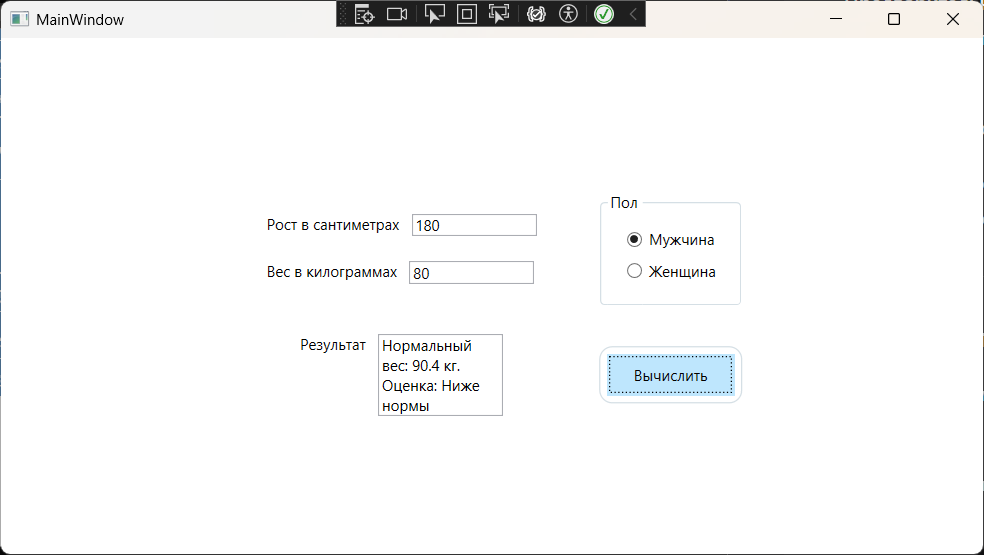 MainWindow
Рост в сантиметрах 180
Вес в килограммах 80
Пол
Мужчина
Женщина
Результат
Нормальный
вес: 90.4 кг.
Оценка: Ниже
нормы
Вычислить